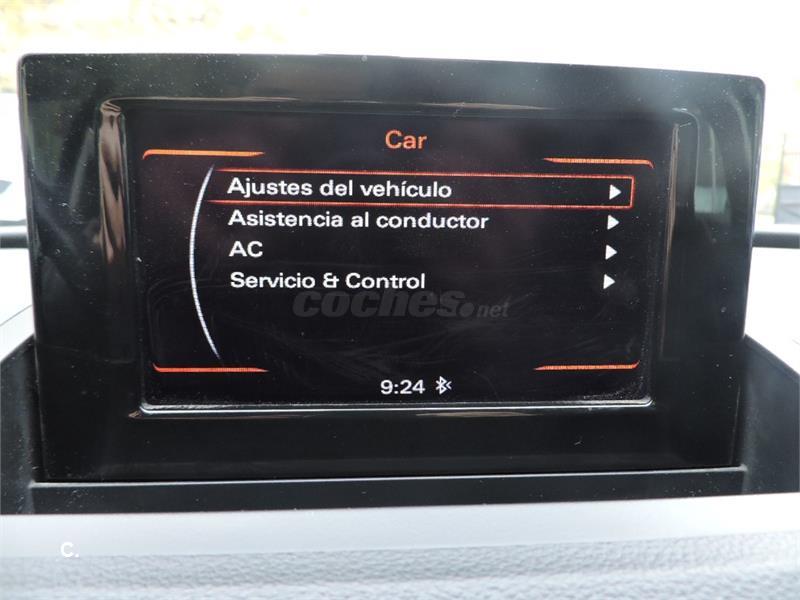 Car
Ajustes del vehículo
Asistencia al conductor
AC
Servicio & Control
coches.net
9:24
C.